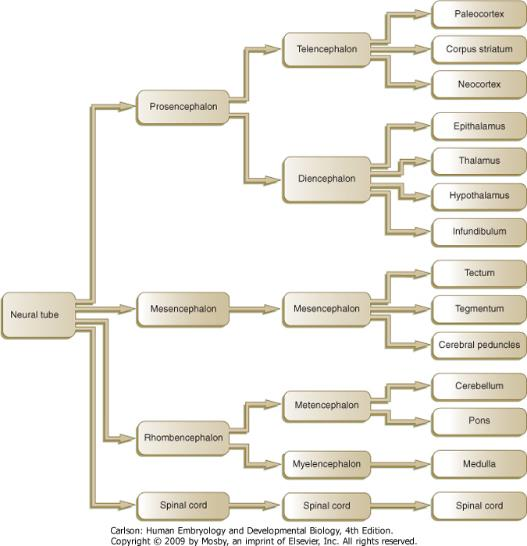 Paleocortex
Telencephalon
Corpus striatum
Neocortex
Prosencephalon
Epithalamus
Thalamus
Diencephalon
Hypothalamus
Infundibulum
Neural tube
Tectum
Mesencephalon
Mesencephalon
Tegmentum
Cerebral peduncles
Cerebellum
Metencephalon
Pons
Rhombencephalon
Myelencephalon
Medulla
Spinal cord
Spinal cord
Spinal cord
Carlson: Human Embryology and Developmental Biology, 4th Edition.
Copyright © 2009 by Mosby, an imprint of Elsevier, Inc. All rights reserved.